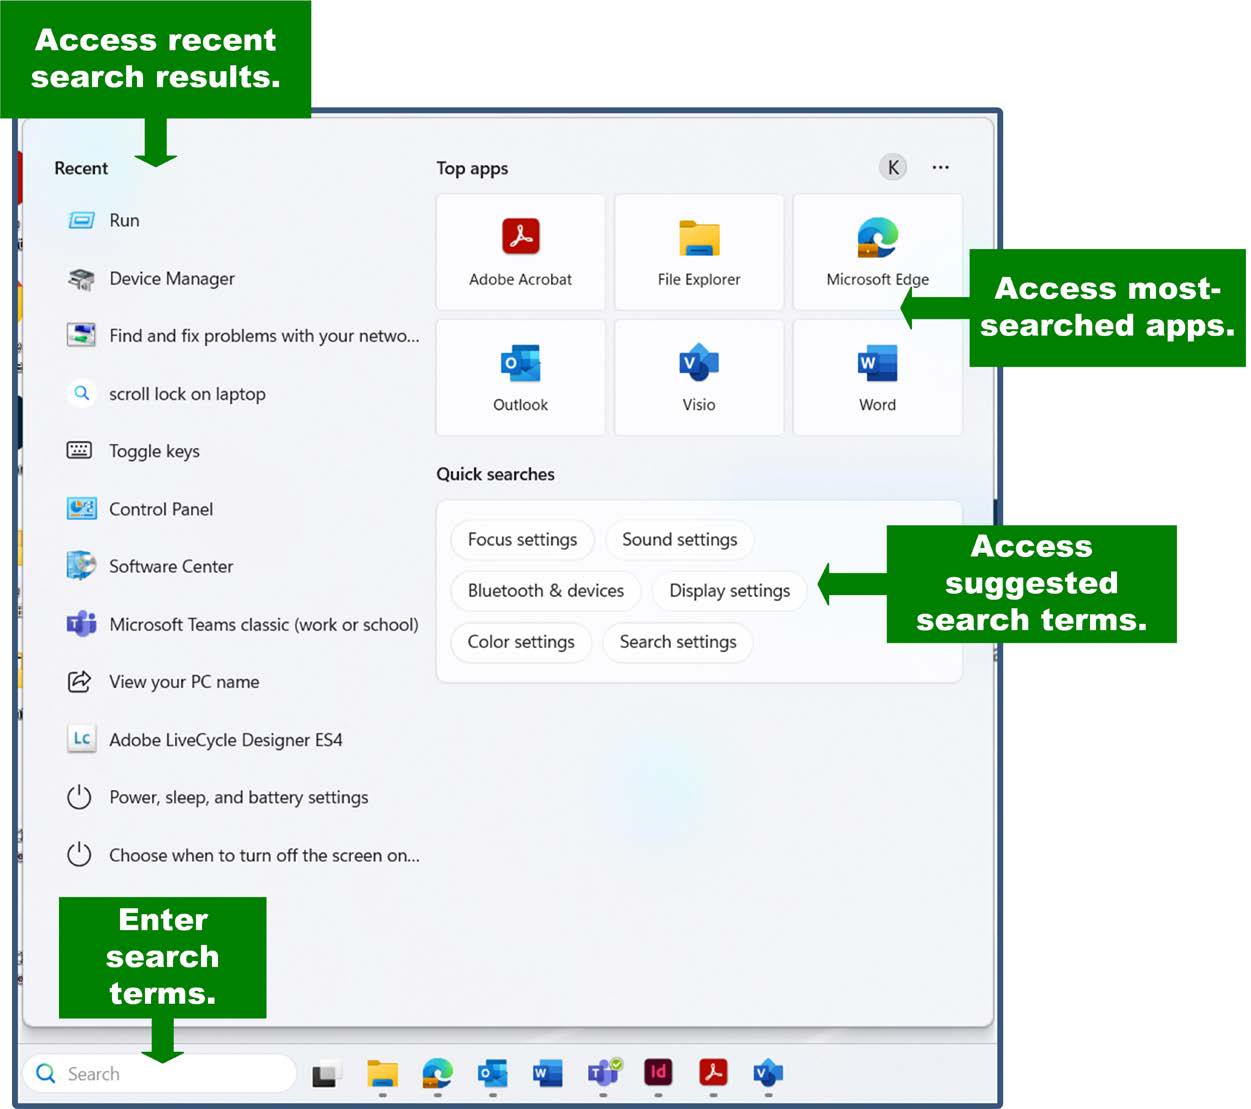 Access recent
search results.
Recent
Run
Device Manager
Find and fix problems with your netwo...
scroll lock on laptop
Toggle keys
Control Panel
Software Center
Microsoft Teams classic (work or school)
View your PC name
Lc
Adobe LiveCycle Designer ES4
Power, sleep, and battery settings
Choose when to turn off the screen on...
Top apps
K
...
Adobe Acrobat
File Explorer
Microsoft Edge
O
Outlook
V
Visio
W
Word
Access most-
searched apps.
Quick searches
Focus settings
Sound settings
Bluetooth & devices
Display settings
Color settings
Search settings
Access
suggested
search terms.
Enter
search
terms.
Search
O
W
T
Id
V